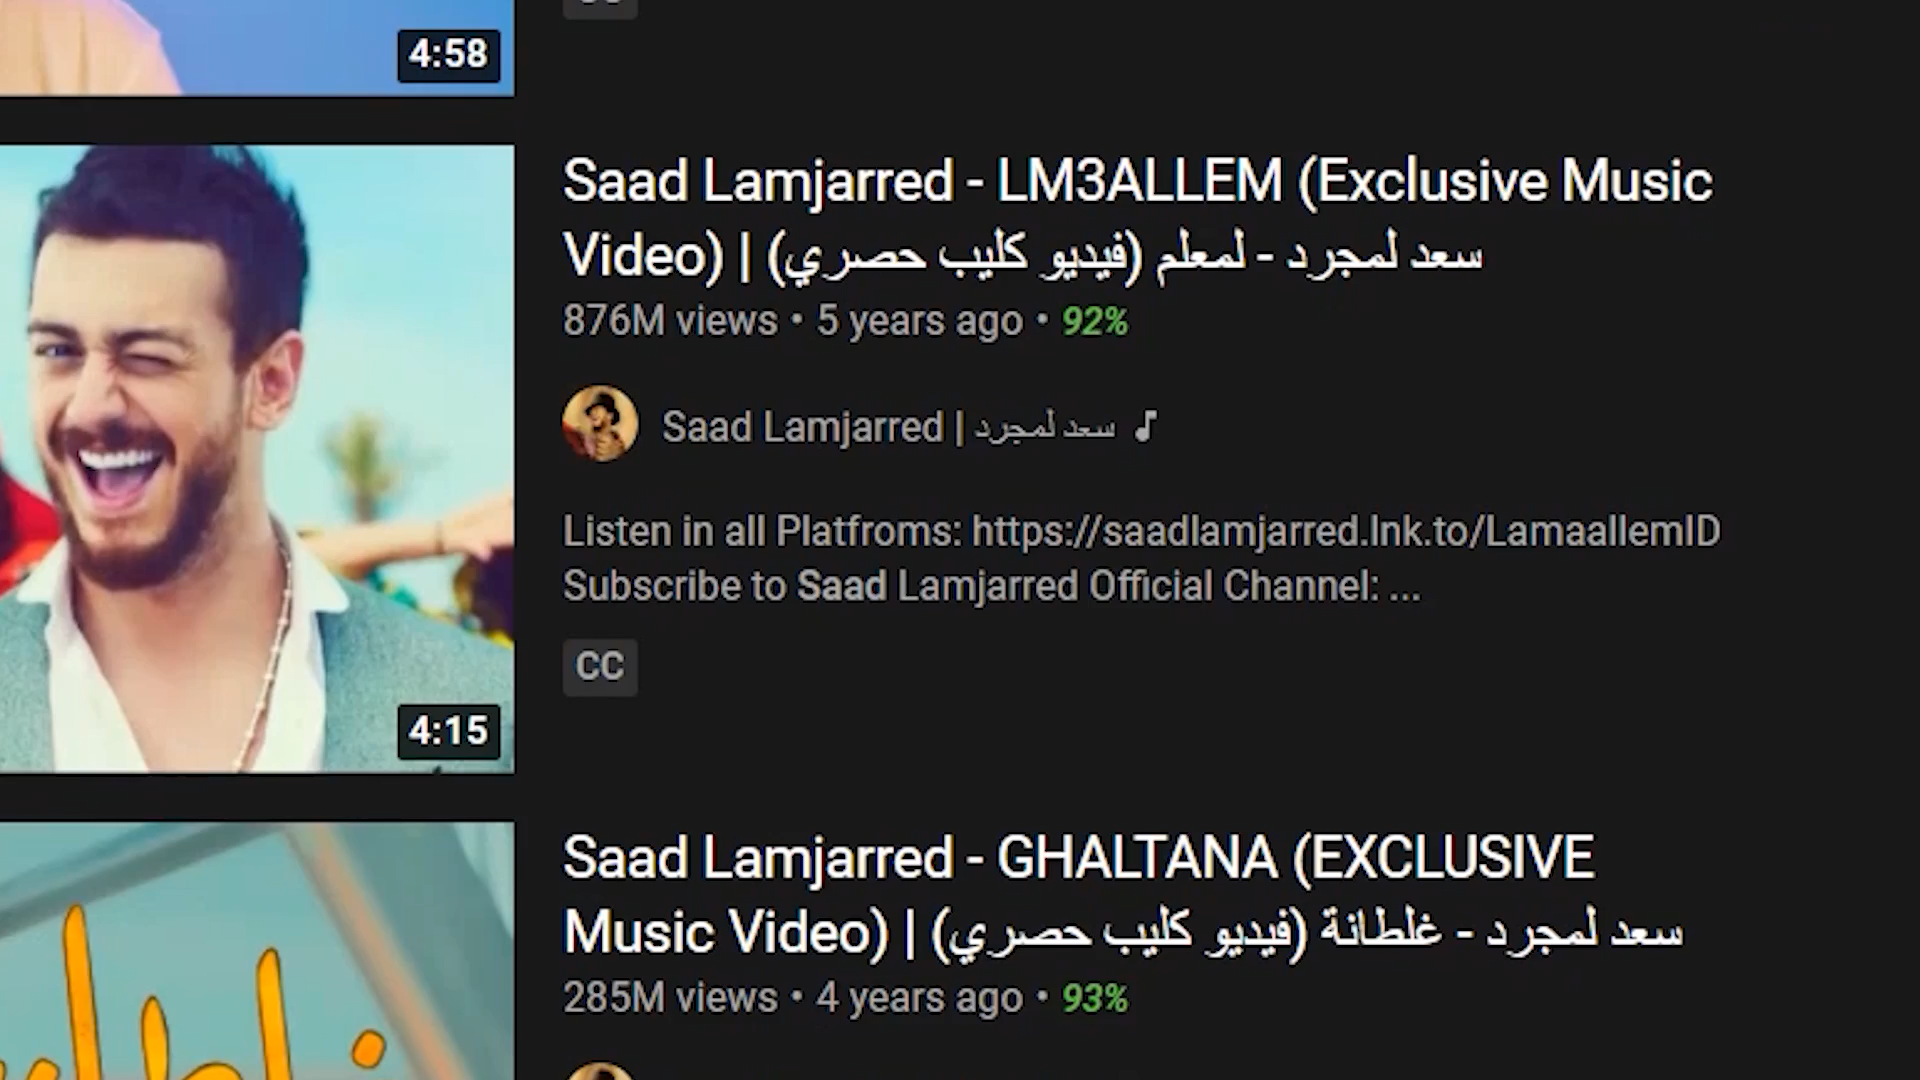 4:58
Saad Lamjarred - LM3ALLEM (Exclusive Music
Video) | (سعد لمجرد - لمعلم (فيديو كليب حصري
876M views • 5 years ago • 92%
Saad Lamjarred | سعد لمجرد
Listen in all Platfroms: https://saadlamjarred.lnk.to/LamaallemID
Subscribe to Saad Lamjarred Official Channel: ...
CC
4:15
Saad Lamjarred - GHALTANA (EXCLUSIVE
Music Video) | (سعد لمجرد - غلطانة (فيديو كليب حصري
285M views • 4 years ago • 93%